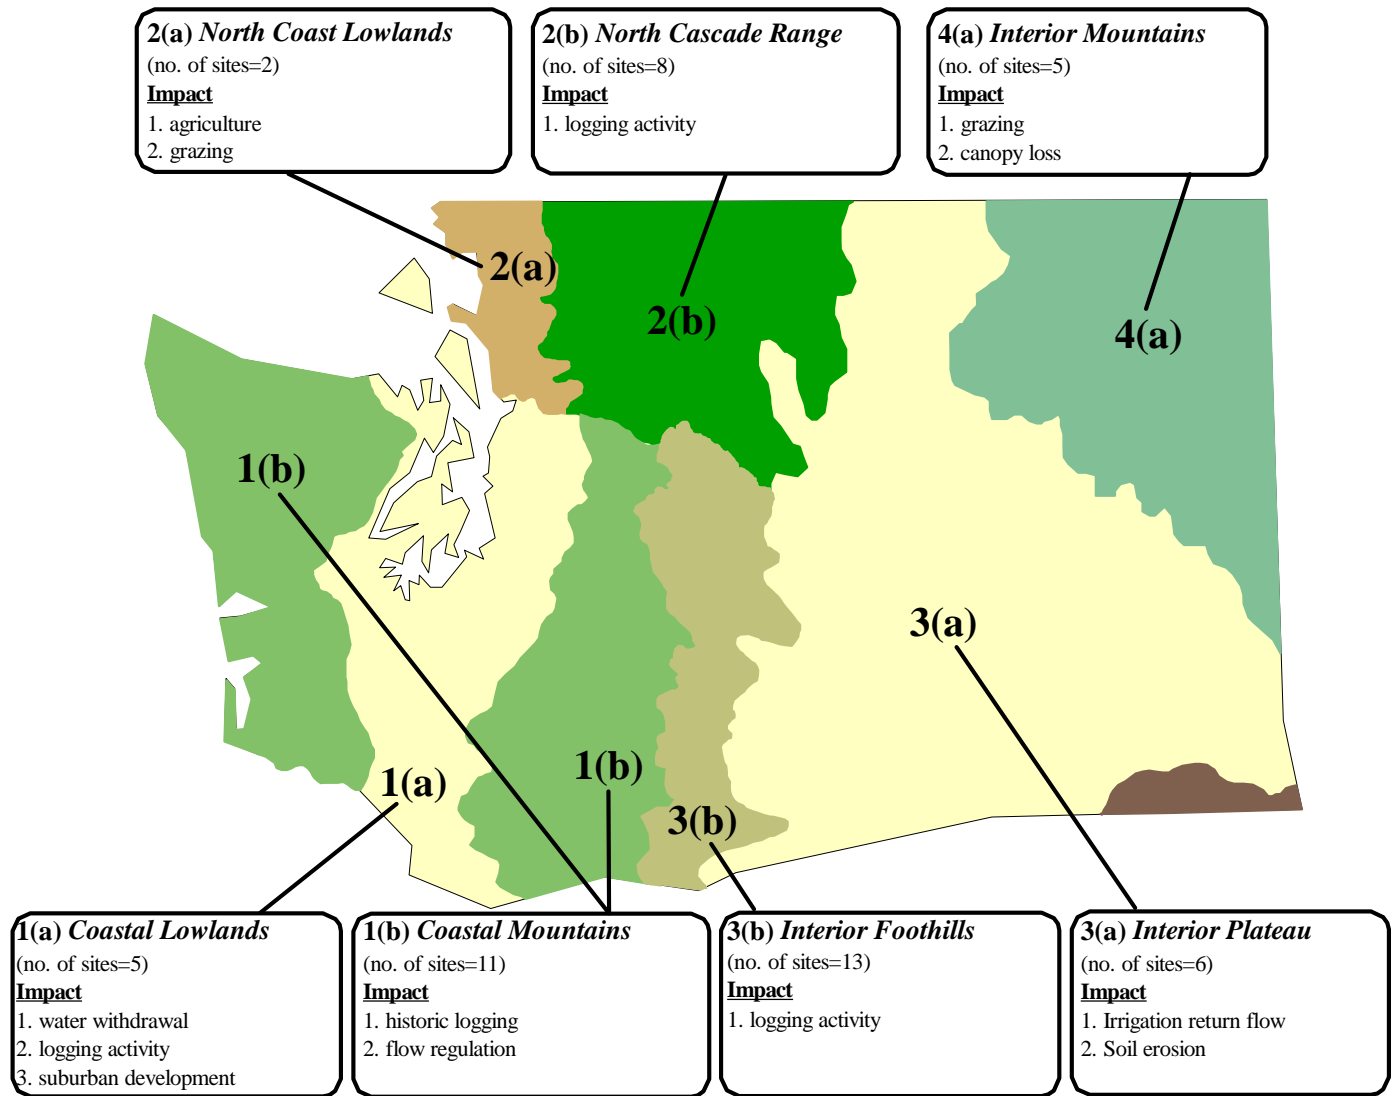 2(a) North Coast Lowlands
(no. of sites=2)
Impact
1. agriculture
2. grazing
2(b) North Cascade Range
(no. of sites=8)
Impact
1. logging activity
4(a) Interior Mountains
(no. of sites=5)
Impact
1. grazing
2. canopy loss
2(a)
2(b)
4(a)
1(b)
3(a)
1(b)
1(a)
3(b)
1(a) Coastal Lowlands
(no. of sites=5)
Impact
1. water withdrawal
2. logging activity
3. suburban development
1(b) Coastal Mountains
(no. of sites=11)
Impact
1. historic logging
2. flow regulation
3(b) Interior Foothills
(no. of sites=13)
Impact
1. logging activity
3(a) Interior Plateau
(no. of sites=6)
Impact
1. Irrigation return flow
2. Soil erosion